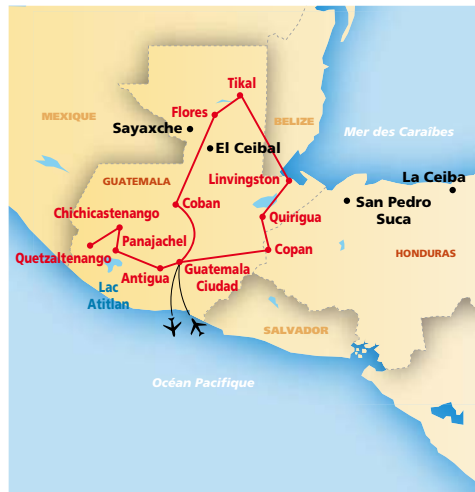 Tikal
Flores
MEXIQUE
BELIZE
Sayaxche
Mer des Caraïbes
El Ceibal
GUATEMALA
Linvingston
La Ceiba
Coban
San Pedro
Suca
Chichicastenango
Quirigua
Panajachel
Quetzaltenango
Copan
HONDURAS
Antigua
Guatemala
Ciudad
Lac
Atitlan
SALVADOR
Océan Pacifique